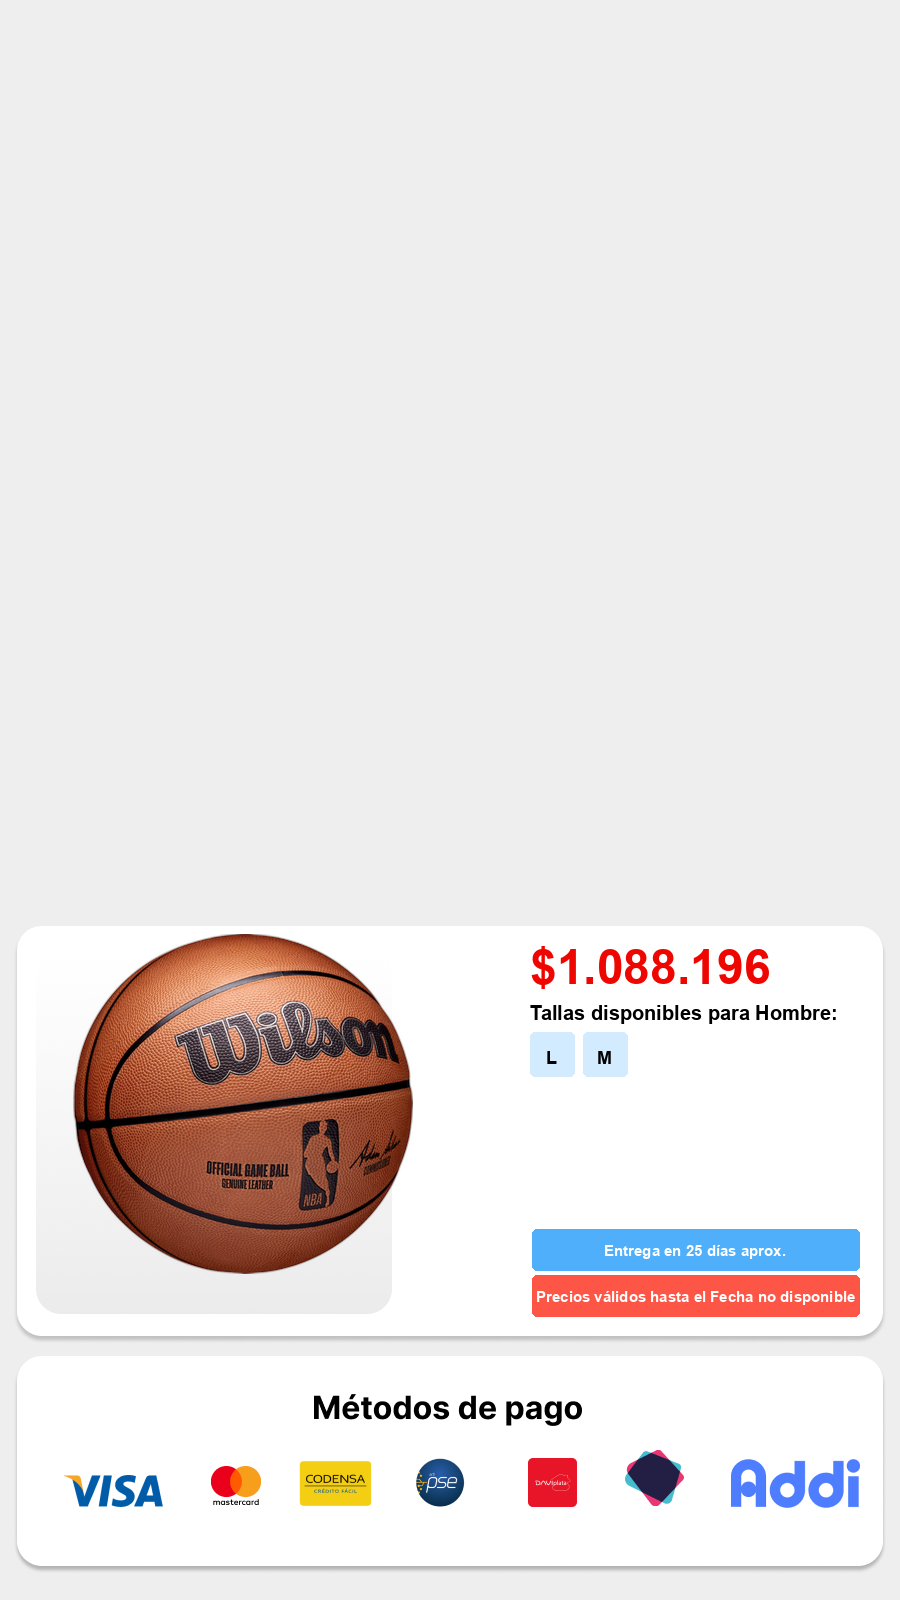 $1.088.196
Tallas disponibles para Hombre:
L M
Wilson
OFFICIAL GAME BALL
GENUINE LEATHER
NBA
Entrega en 25 días aprox.
Precios válidos hasta el Fecha no disponible
Métodos de pago
VISA
mastercard
CODENSA
CRÉDITO FÁCIL
pse
DAVIplata
Addi